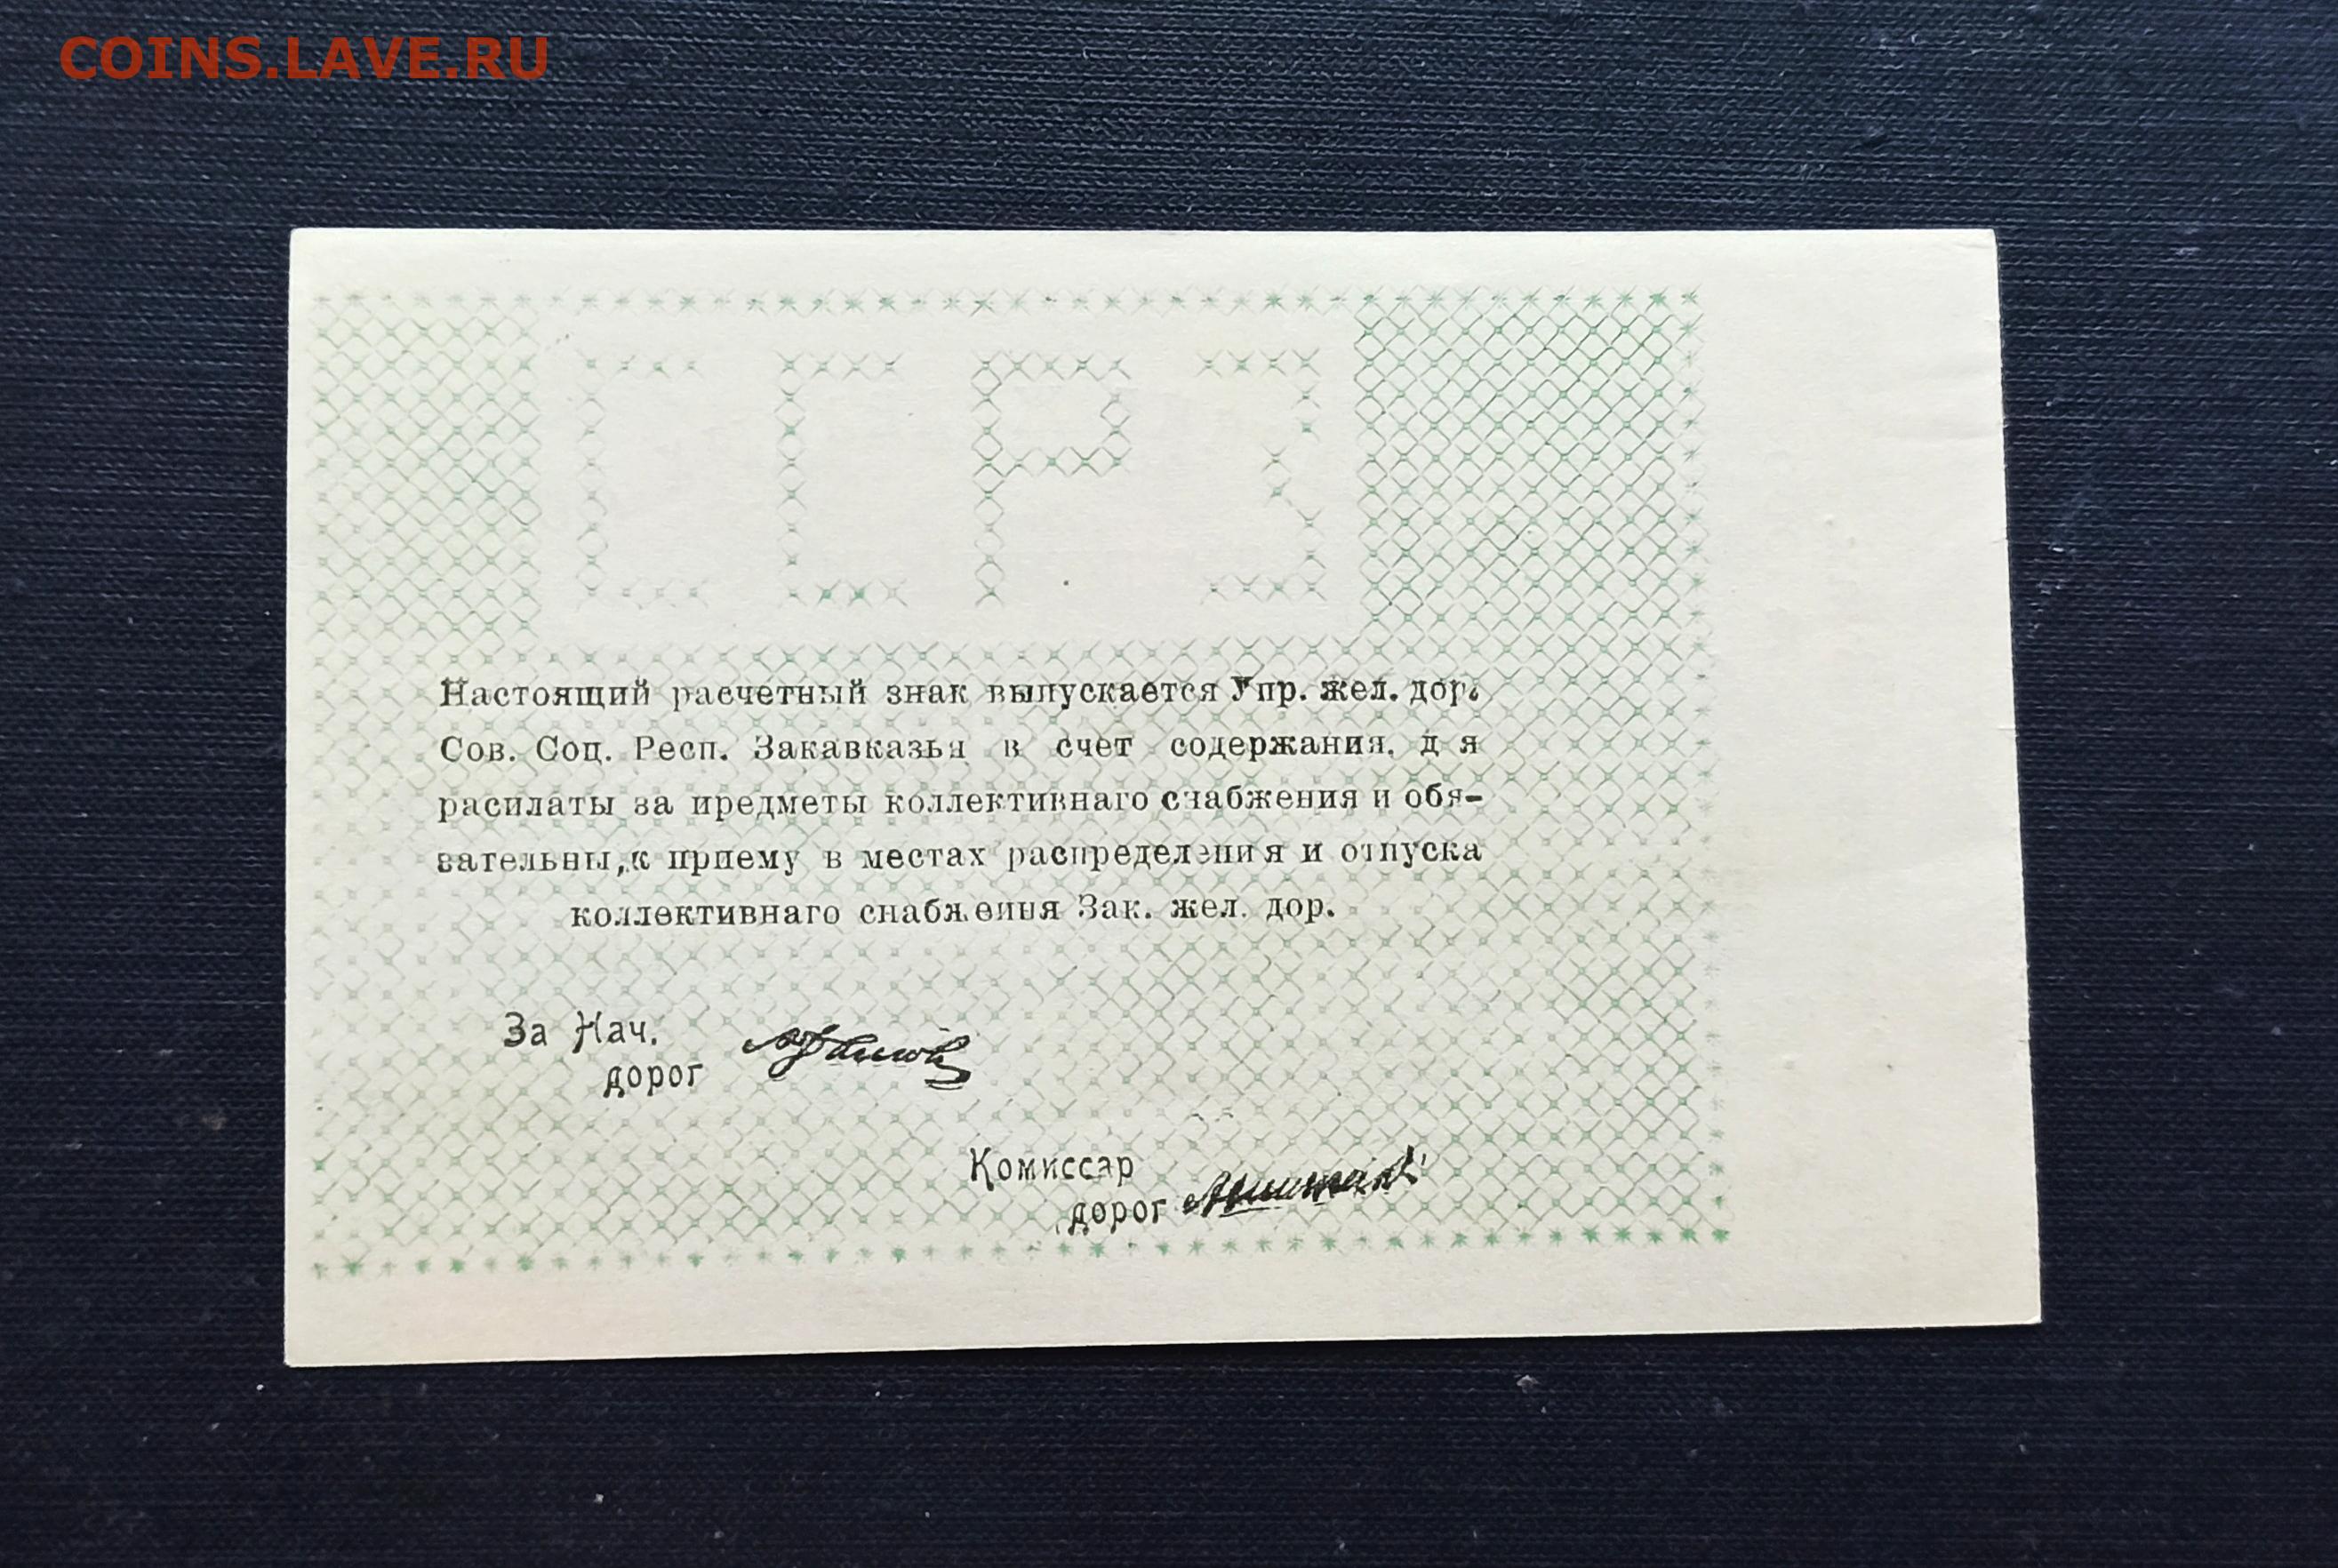 COINS.LAVE.RU
ССРЗ
Настоящий расчетный знак выпускается Упр. жел. дор.
Сов. Соц. Респ. Закавказья в счет содержания, д я
расплаты за предметы коллективнаго снабжения и обя-
зательны, к приему в местах распределения и отпуска
коллективнаго снабжения Зак. жел. дор.
За Нач.
дорог
Комиссар
дорог